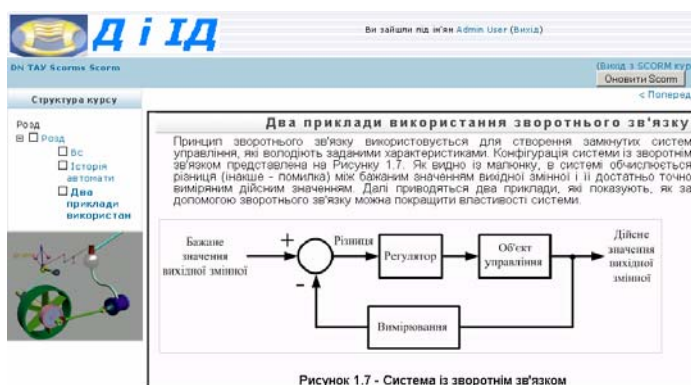 Д і ІД
Ви зайшли під ім'ям Admin User (Вихід)
DN ТАУ Scorms Scorm
(Вихід з SCORM кур
Оновити Scorm
< Поперед
Структура курсу
Розд
Розд
Вс
Історія
автомати
Два
приклади
використан
Два приклади використання зворотнього зв'язку
Принцип зворотнього зв'язку використовується для створення замкнутих систем
управління, які володіють заданими характеристиками. Конфігурація системи із зворотнім
зв'язком представлена на Рисунку 1.7. Як видно із малюнку, в системі обчислюється
різниця (інакше - помилка) між бажаним значенням вихідної змінної і її достатньо точно
виміряним дійсним значенням. Далі приводяться два приклади, які показують, як за
допомогою зворотнього зв'язку можна покращити властивості системи.
Бажане
значення
вихідної змінної
+
−
Різниця
Регулятор
Об'єкт
управління
Дійсне
значення
вихідної
змінної
Вимірювання
Рисунок 1.7 - Система із зворотнім зв'язком